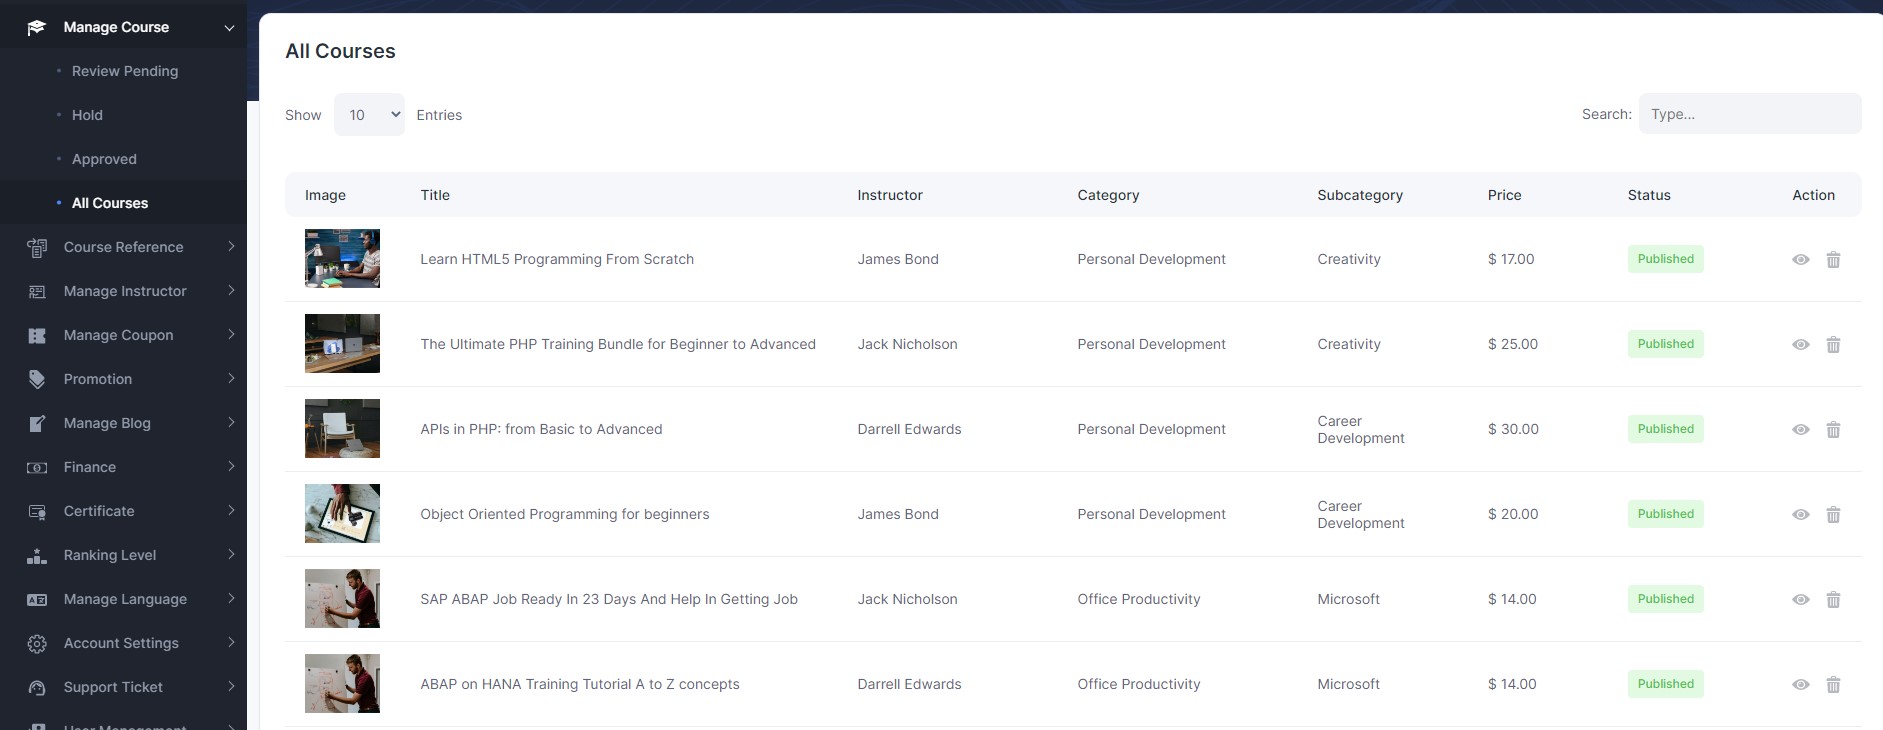 Manage Course
Review Pending
Hold
Approved
All Courses
Course Reference
Manage Instructor
Manage Coupon
Promotion
Manage Blog
Finance
Certificate
Ranking Level
Manage Language
Account Settings
Support Ticket
User Management
All Courses
Show 10 Entries
Search: Type...
Image Title Instructor Category Subcategory Price Status Action
Learn HTML5 Programming From Scratch James Bond Personal Development Creativity $ 17.00 Published
The Ultimate PHP Training Bundle for Beginner to Advanced Jack Nicholson Personal Development Creativity $ 25.00 Published
APIs in PHP: from Basic to Advanced Darrell Edwards Personal Development Career Development $ 30.00 Published
Object Oriented Programming for beginners James Bond Personal Development Career Development $ 20.00 Published
SAP ABAP Job Ready In 23 Days And Help In Getting Job Jack Nicholson Office Productivity Microsoft $ 14.00 Published
ABAP on HANA Training Tutorial A to Z concepts Darrell Edwards Office Productivity Microsoft $ 14.00 Published